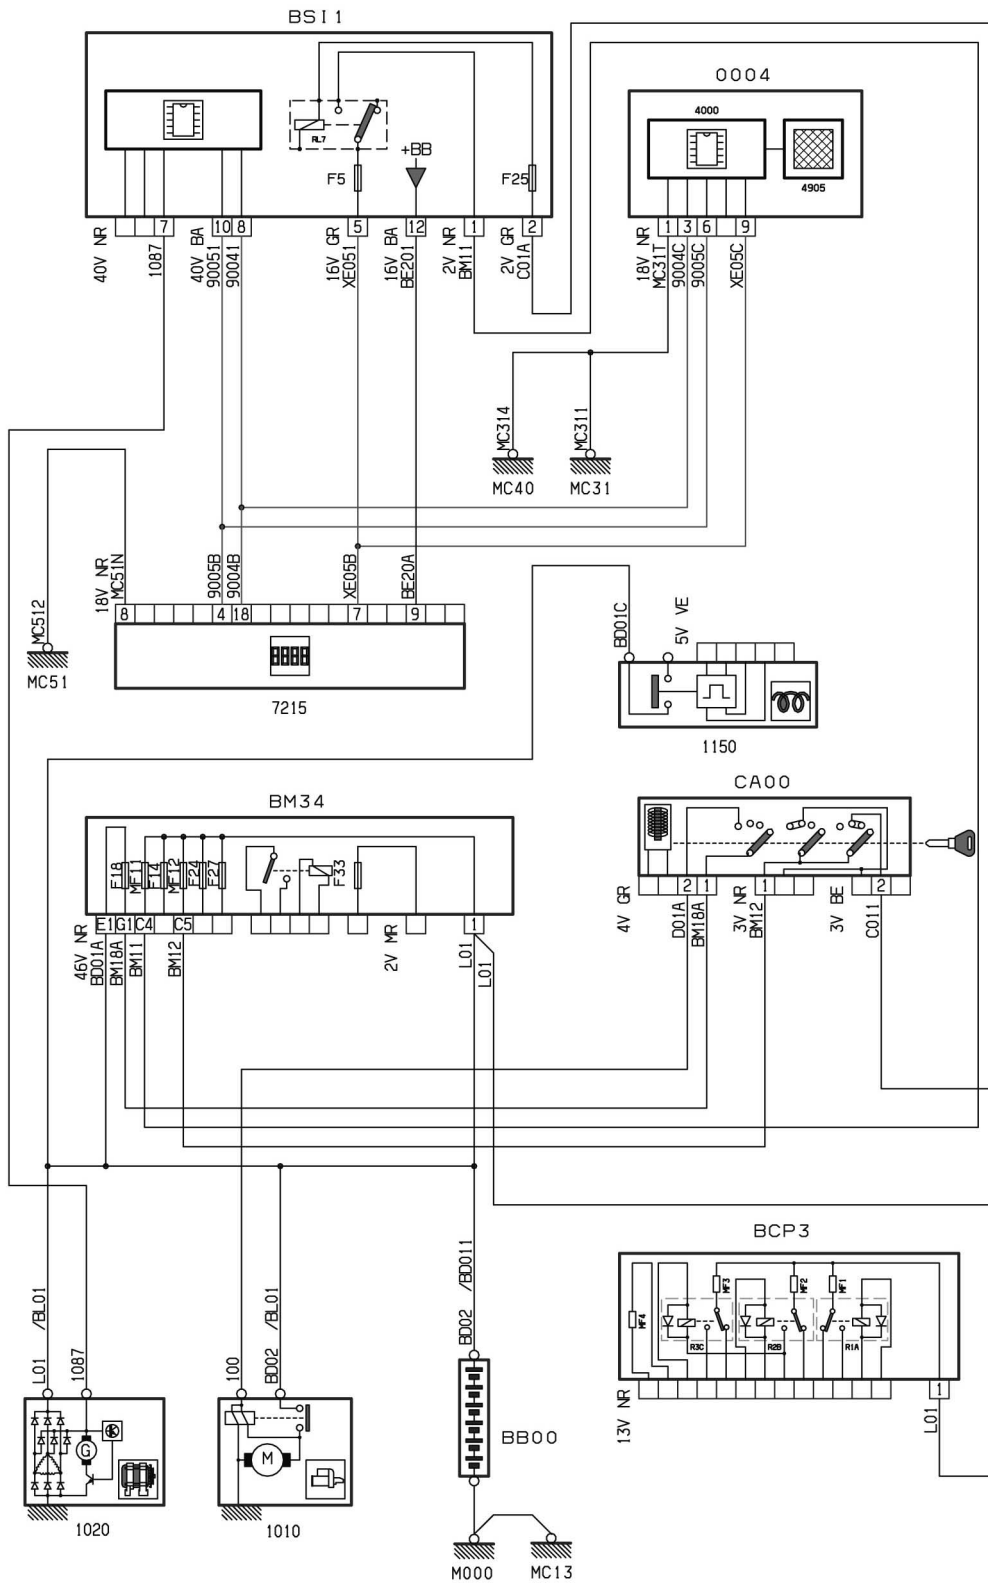 BSI1
0004
4000
RL7
+BB
F5
F25
4905
7
10
8
5
12
1
2
1
3
6
9
40V NR
1087
40V BA
90051
90041
16V GR
XE051
16V BA
BE201
2V NR
BM11
2V GR
C01A
18V NR
MC31T
9004C
9005C
XE05C
MC314
MC311
MC40
MC31
18V NR
MC51N
9005B
9004B
XE05B
BE20A
MC512
8
4
18
7
9
MC51
7215
BD01C
5V VE
1150
BM34
CA00
F18
MF11
F14
MF12
F24
F27
F33
E1
G1
C4
C5
1
2
1
1
2
46V NR
BD01A
BM18A
BM11
BM12
2V MR
L01
L01
4V GR
D01A
BM18A
3V NR
BM12
3V BE
C011
BCP3
MF4
MF3
MF2
MF1
R3C
R2B
R1A
1
13V NR
L01
L01 /BL01
1087
100
BD02 /BL01
BD02 /BD011
BB00
G
M
1020
1010
M000
MC13